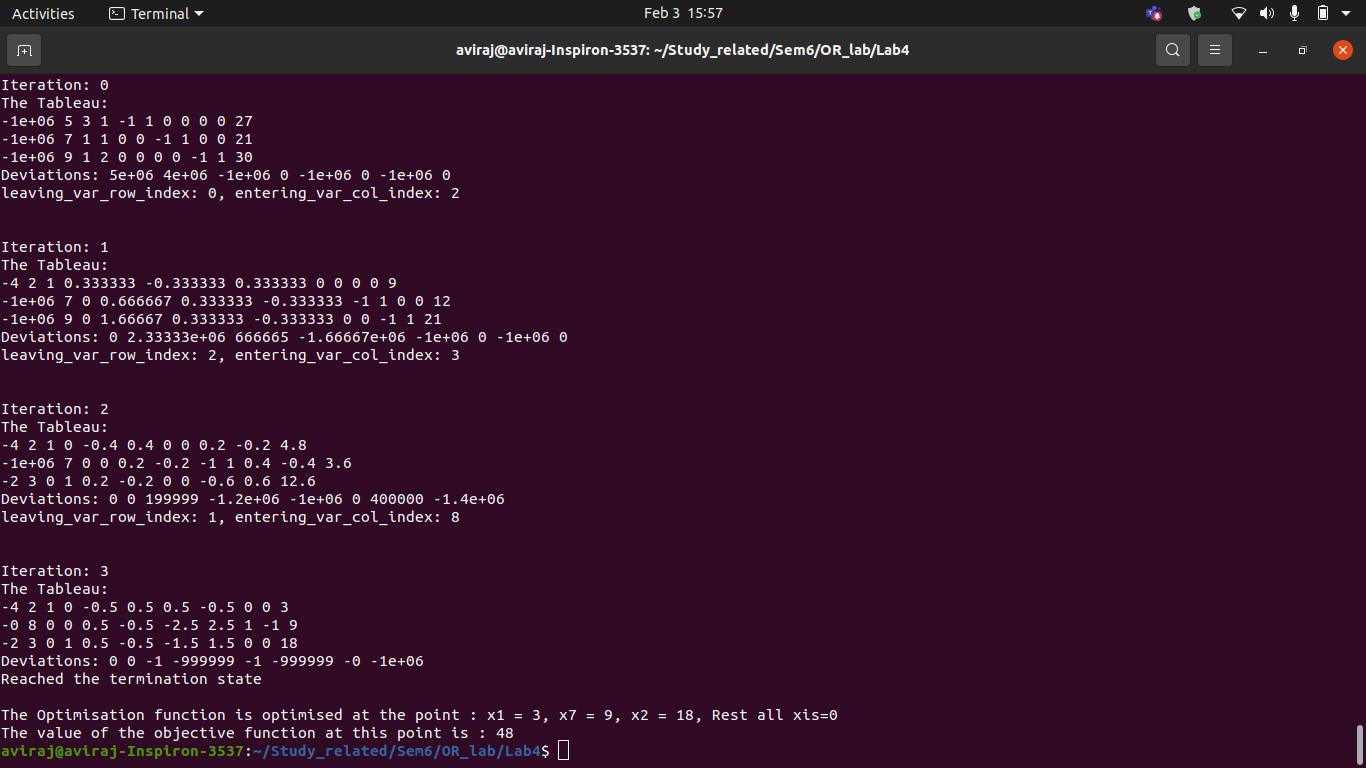 Activities Terminal Feb 3 15:57
aviraj@aviraj-Inspiron-3537: ~/Study_related/Sem6/OR_lab/Lab4
Iteration: 0
The Tableau:
-1e+06 5 3 1 -1 1 0 0 0 0 27
-1e+06 7 1 1 0 0 -1 1 0 0 21
-1e+06 9 1 2 0 0 0 0 -1 1 30
Deviations: 5e+06 4e+06 -1e+06 0 -1e+06 0 -1e+06 0
leaving_var_row_index: 0, entering_var_col_index: 2
Iteration: 1
The Tableau:
-4 2 1 0.333333 -0.333333 0.333333 0 0 0 0 9
-1e+06 7 0 0.666667 0.333333 -0.333333 -1 1 0 0 12
-1e+06 9 0 1.66667 0.333333 -0.333333 0 0 -1 1 21
Deviations: 0 2.33333e+06 666665 -1.66667e+06 -1e+06 0 -1e+06 0
leaving_var_row_index: 2, entering_var_col_index: 3
Iteration: 2
The Tableau:
-4 2 1 0 -0.4 0.4 0 0 0.2 -0.2 4.8
-1e+06 7 0 0 0.2 -0.2 -1 1 0.4 -0.4 3.6
-2 3 0 1 0.2 -0.2 0 0 -0.6 0.6 12.6
Deviations: 0 0 199999 -1.2e+06 -1e+06 0 400000 -1.4e+06
leaving_var_row_index: 1, entering_var_col_index: 8
Iteration: 3
The Tableau:
-4 2 1 0 -0.5 0.5 0.5 -0.5 0 0 3
-0 8 0 0 0.5 -0.5 -2.5 2.5 1 -1 9
-2 3 0 1 0.5 -0.5 -1.5 1.5 0 0 18
Deviations: 0 0 -1 -999999 -1 -999999 -0 -1e+06
Reached the termination state
The Optimisation function is optimised at the point : x1 = 3, x7 = 9, x2 = 18, Rest all xis=0
The value of the objective function at this point is : 48
aviraj@aviraj-Inspiron-3537:~/Study_related/Sem6/OR_lab/Lab4$